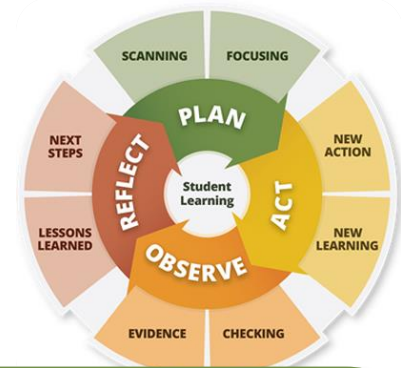 SCANNING
FOCUSING
PLAN
NEW
ACTION
NEW
LEARNING
ACT
CHECKING
EVIDENCE
OBSERVE
LESSONS
LEARNED
NEXT
STEPS
REFLECT
Student
Learning